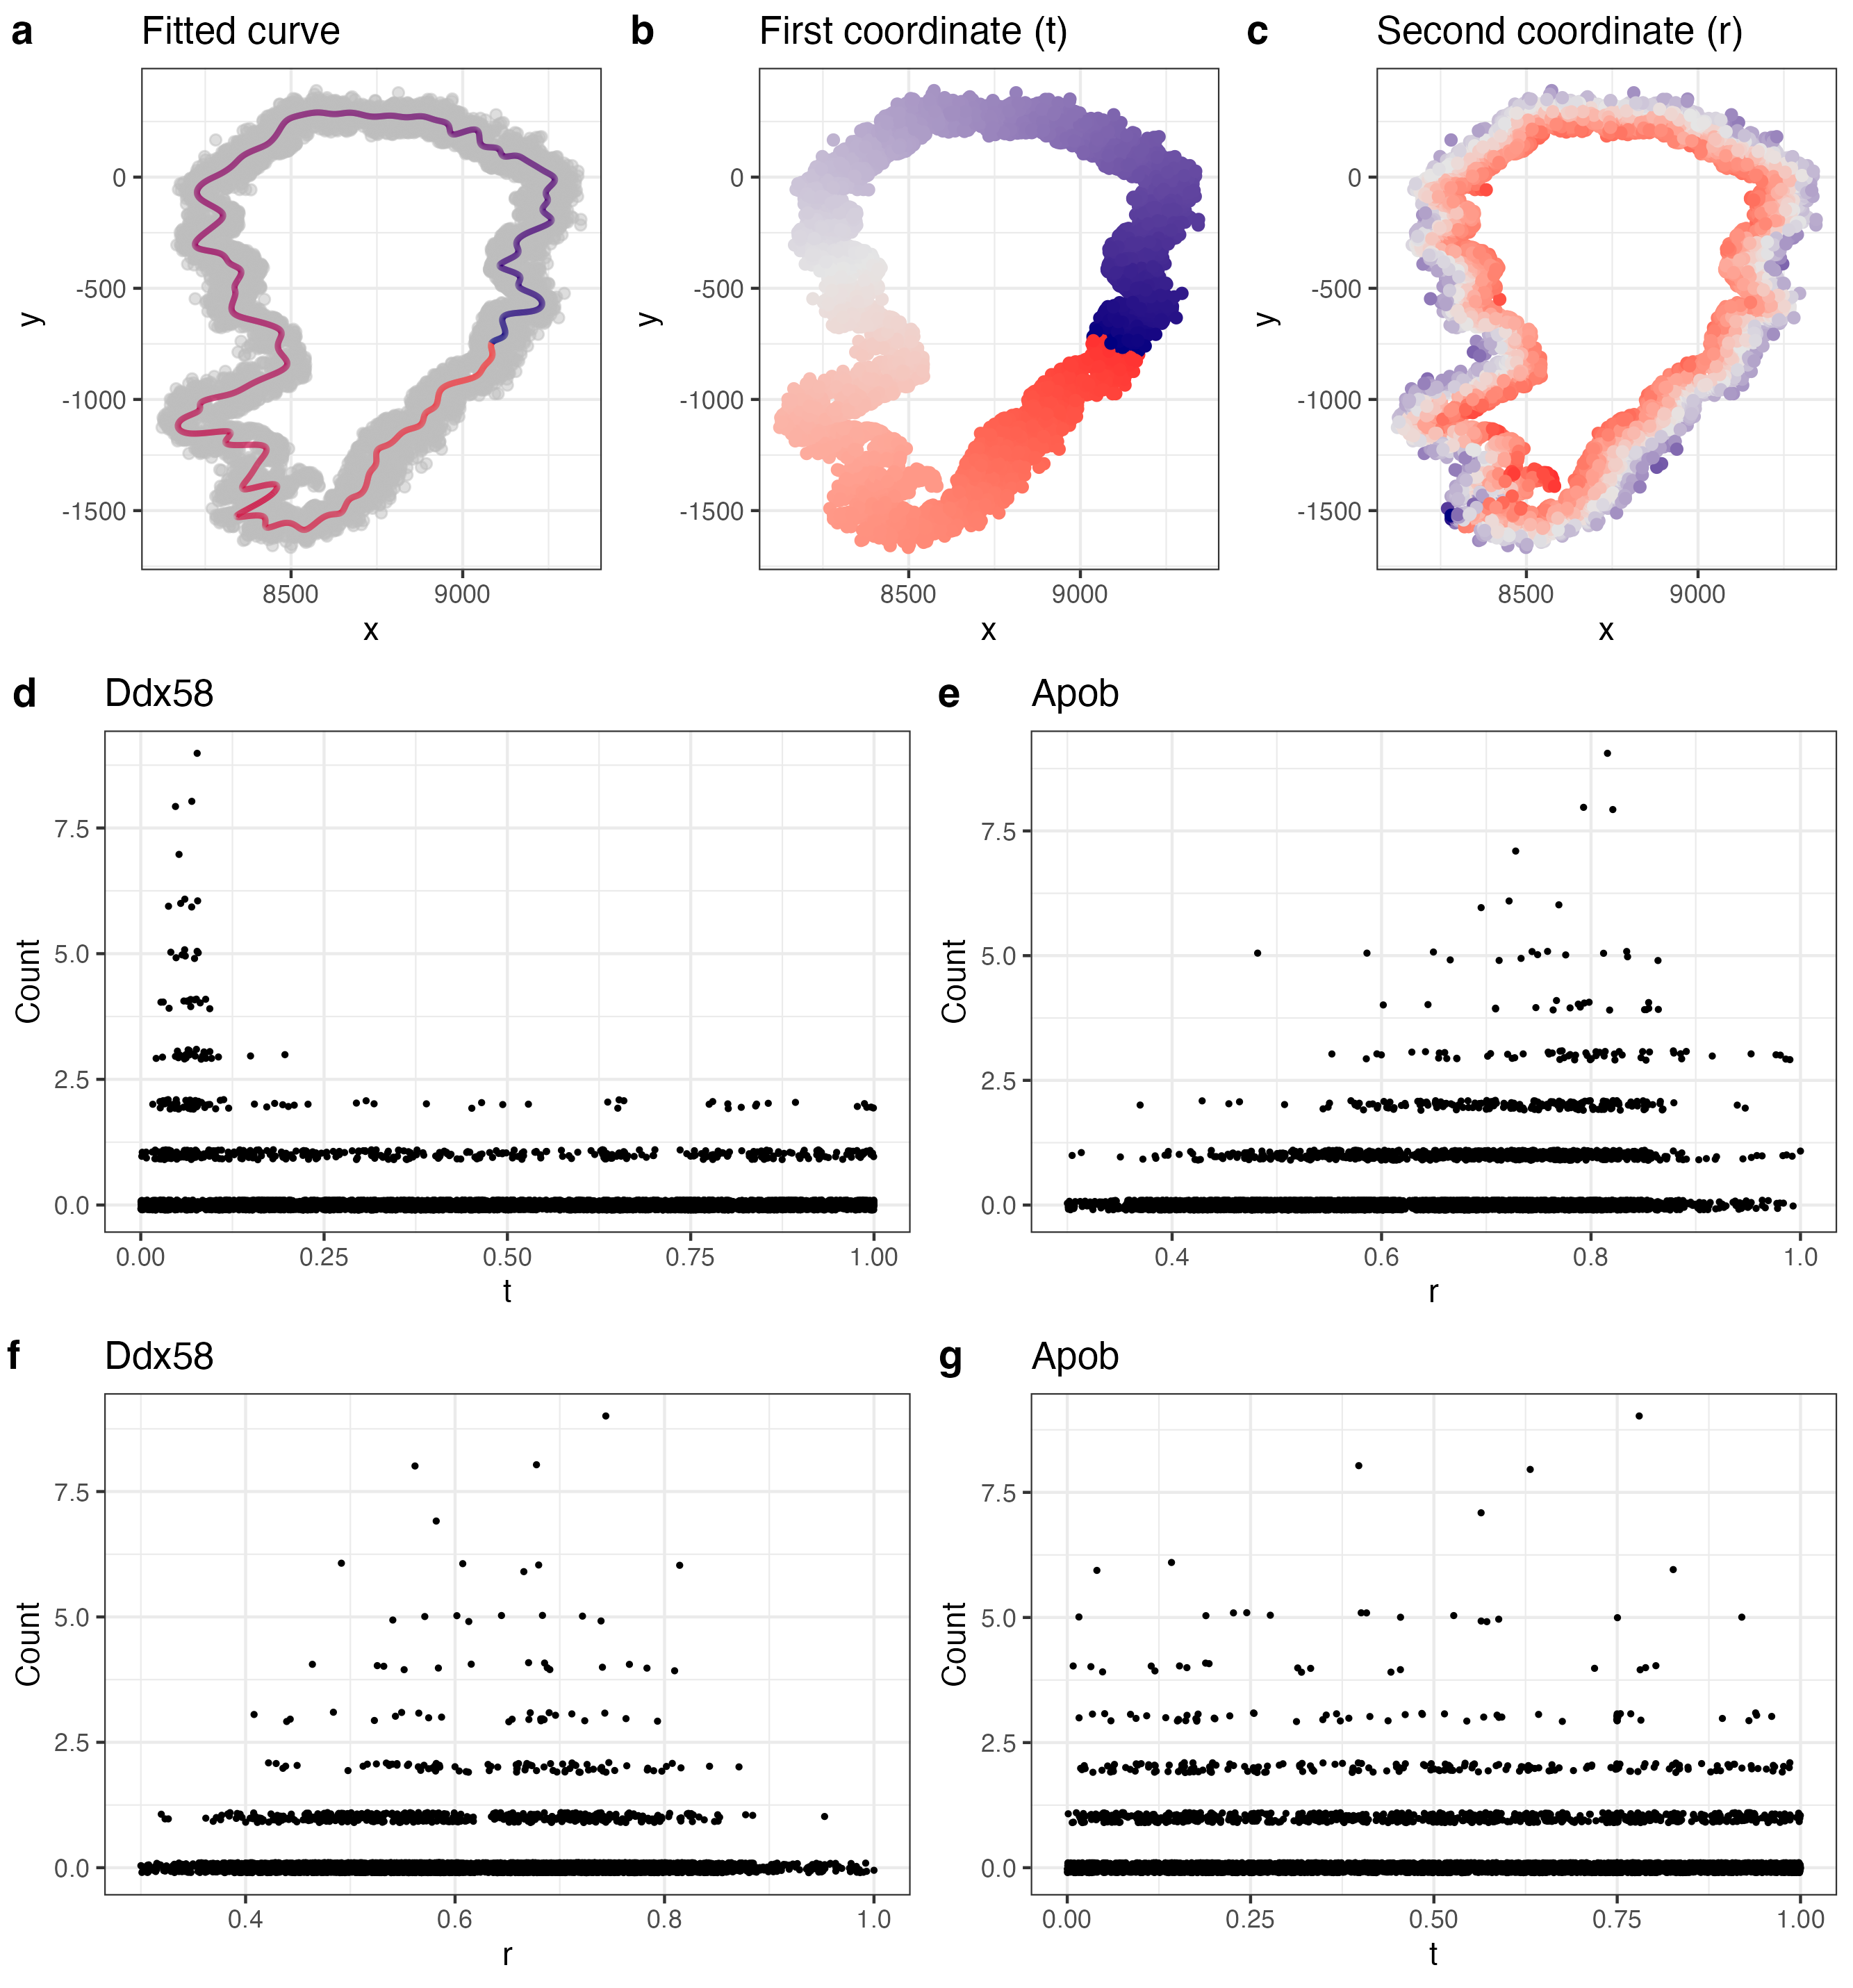 a Fitted curve
b First coordinate (t)
c Second coordinate (r)
0
-500
-1000
-1500
y
8500 9000
x
0
-500
-1000
-1500
y
8500 9000
x
0
-500
-1000
-1500
y
8500 9000
x
d Ddx58
7.5
5.0
2.5
0.0
Count
0.00 0.25 0.50 0.75 1.00
t
e Apob
7.5
5.0
2.5
0.0
Count
0.4 0.6 0.8 1.0
r
f Ddx58
7.5
5.0
2.5
0.0
Count
0.4 0.6 0.8 1.0
r
g Apob
7.5
5.0
2.5
0.0
Count
0.00 0.25 0.50 0.75 1.00
t